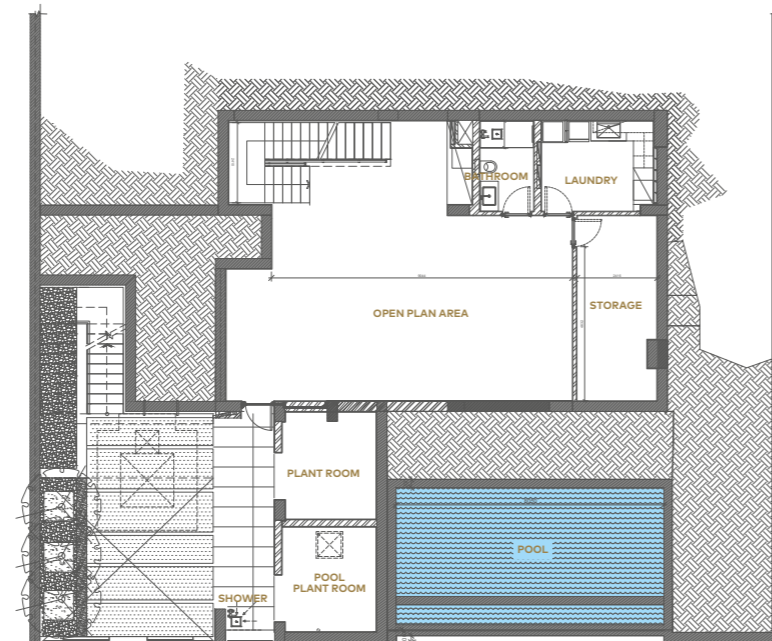 BATHROOM
LAUNDRY
STORAGE
OPEN PLAN AREA
PLANT ROOM
POOL
POOL
PLANT ROOM
SHOWER